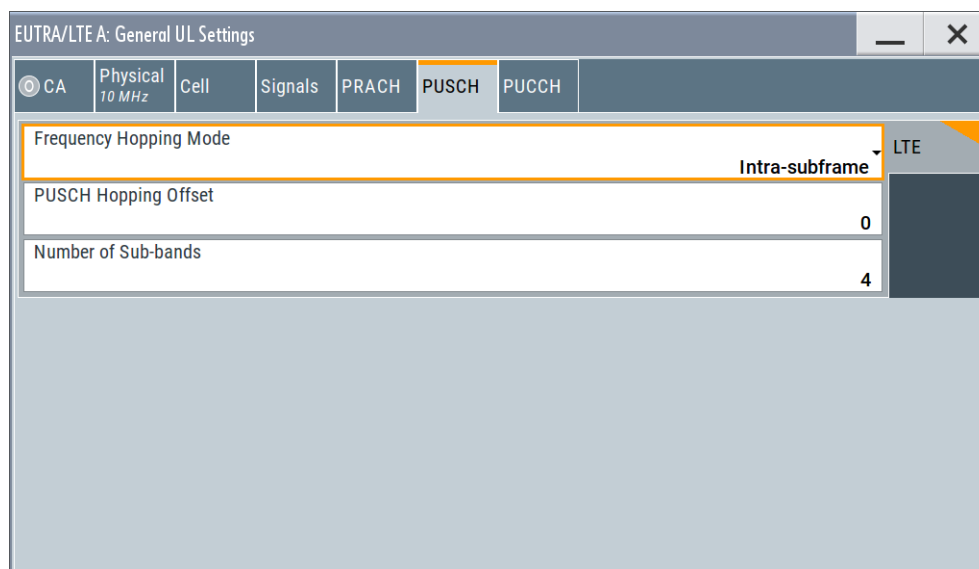 EUTRA/LTE A: General UL Settings
CA
Physical
10 MHz
Cell
Signals
PRACH
PUSCH
PUCCH
Frequency Hopping Mode
Intra-subframe
LTE
PUSCH Hopping Offset
0
Number of Sub-bands
4